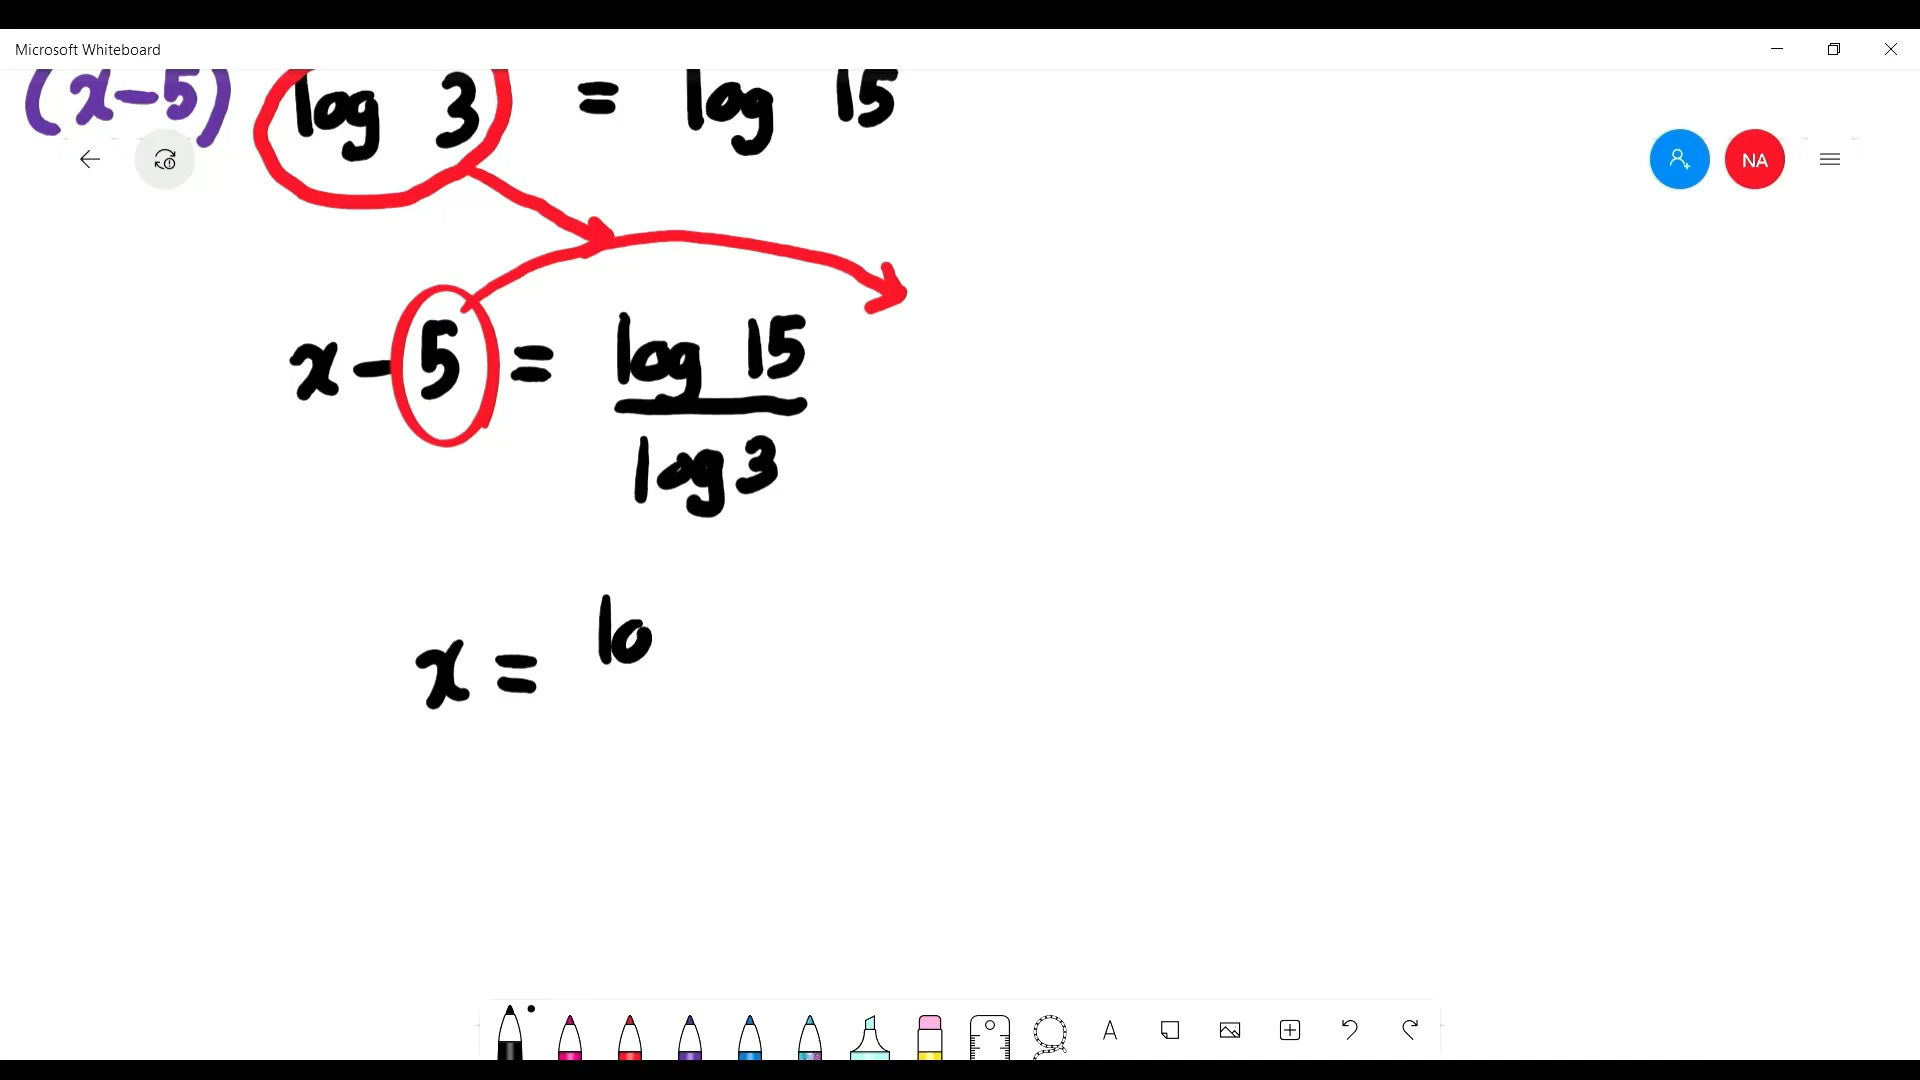 Microsoft Whiteboard
(x-5) log 3 = log 15
NA
x-5 = log 15
log 3
x = lo
A